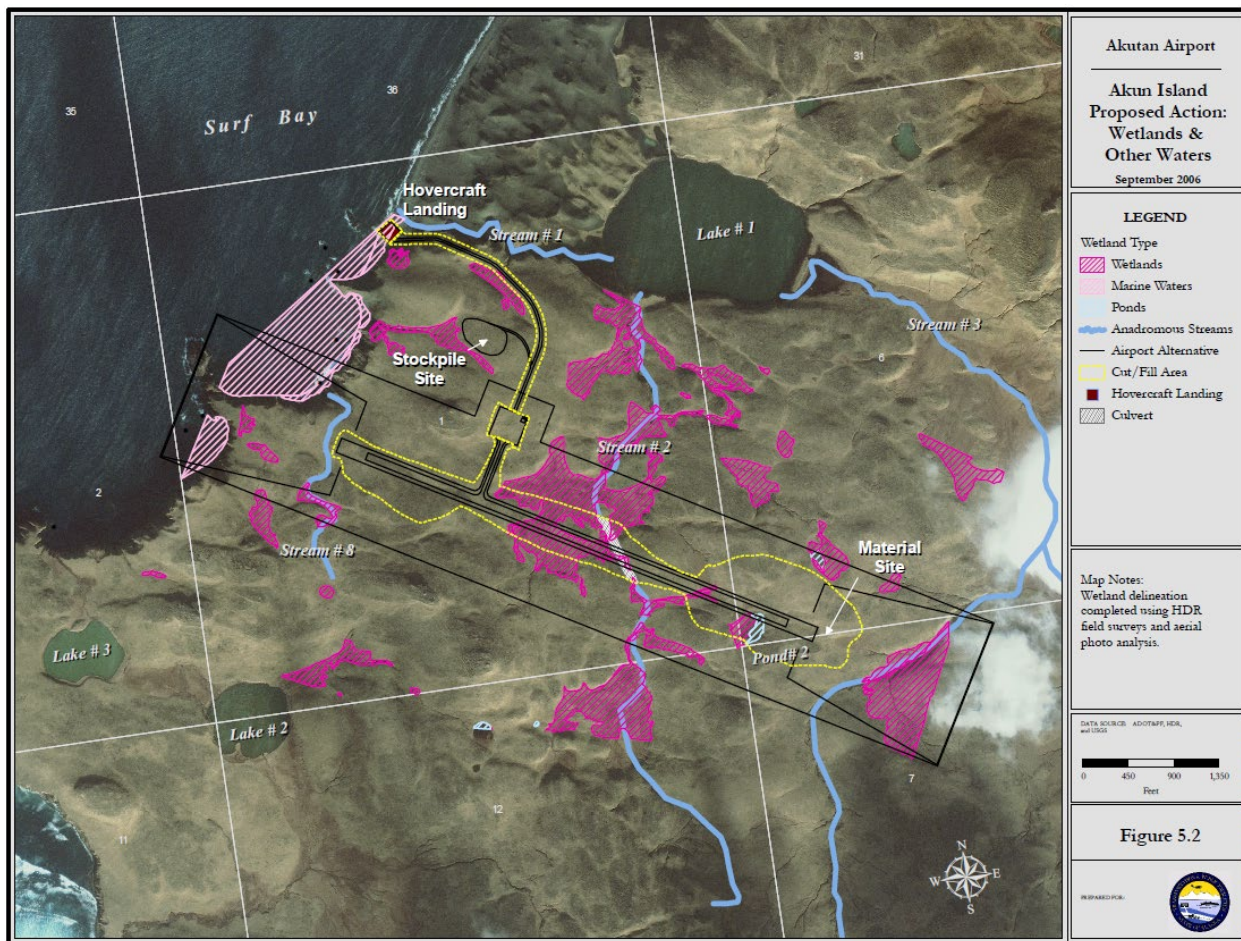 35
36
31
Surf Bay
Hovercraft
Landing
Stream # 1
Lake # 1
Stream # 3
6
Stockpile
Site
1
Stream # 2
2
Stream # 8
Material
Site
Lake # 3
Pond# 2
Lake # 2
7
12
11
N
W E
S
Akutan Airport
Akun Island
Proposed Action:
Wetlands &
Other Waters
September 2006
LEGEND
Wetland Type
Wetlands
Marine Waters
Ponds
Anadromous Streams
Airport Alternative
Cut/Fill Area
Hovercraft Landing
Culvert
Map Notes:
Wetland delineation
completed using HDR
field surveys and aerial
photo analysis.
DATA SOURCE: ADOT&PF, HDR,
and USGS
0 450 900 1,350
Feet
Figure 5.2
PREPARED FOR: